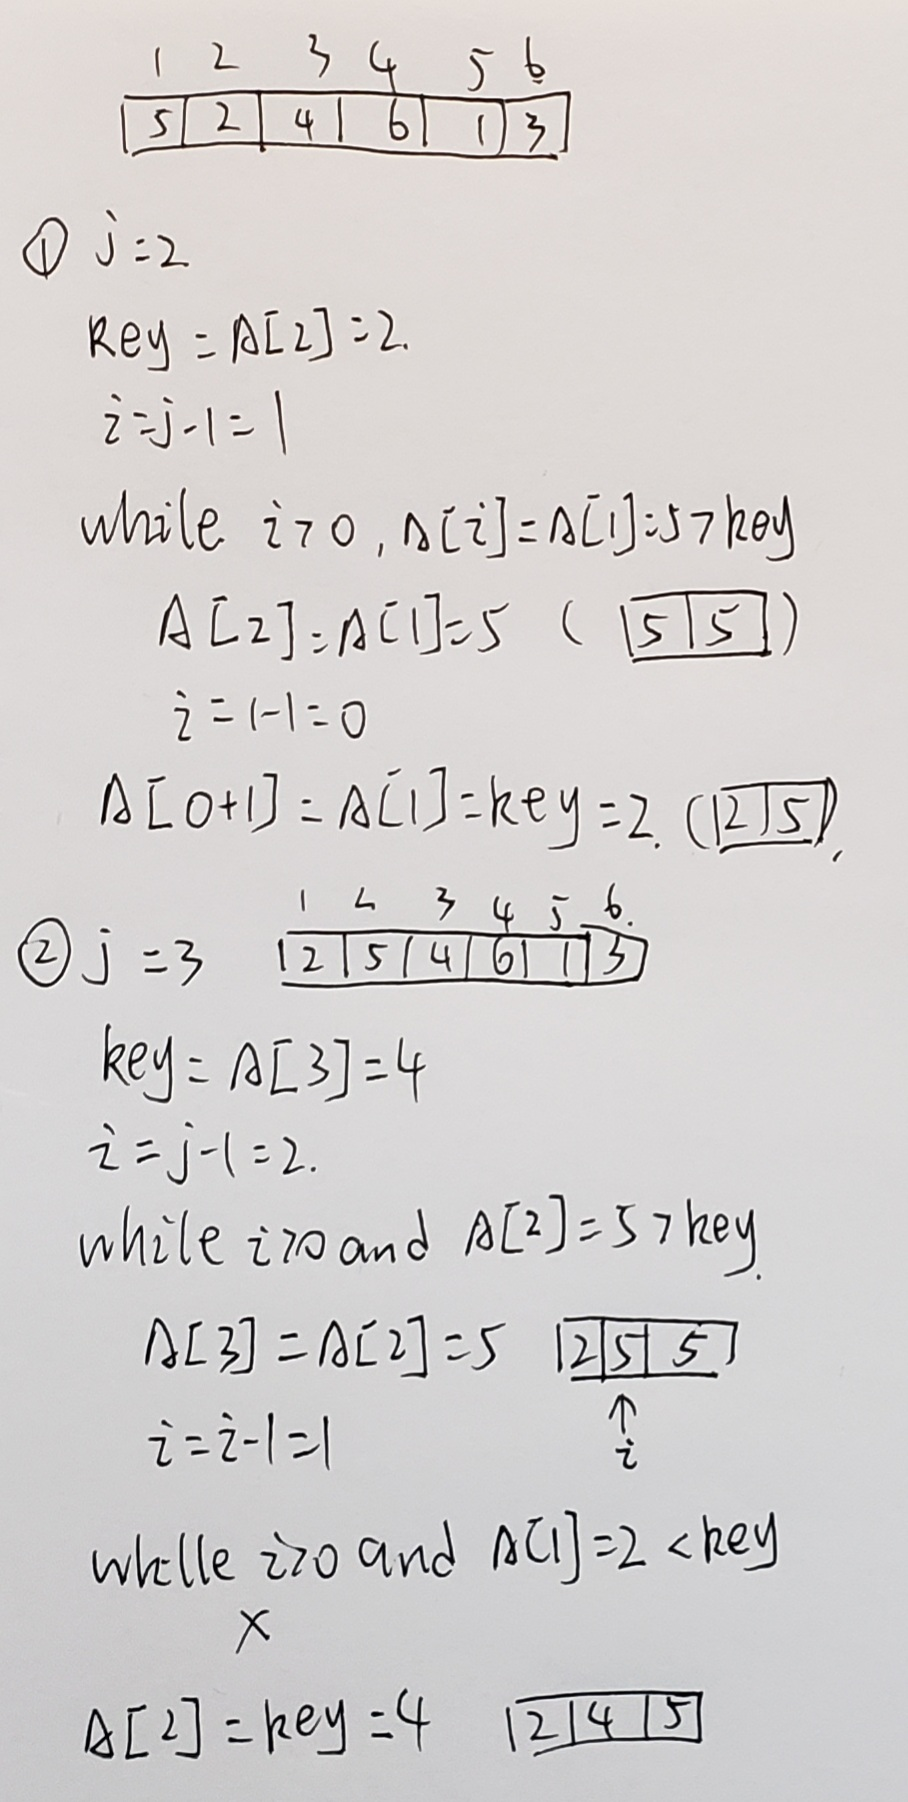 1 2 3 4 5 6
5 2 4 6 1 3
① j=2
Key=A[2]=2.
i=j-1=1
while i>0, A[i]=A[1]=5>key
A[2]=A[1]=5 ( 5 5 )
i=1-1=0
A[0+1]=A[1]=key=2. ( 2 5 ),
1 2 3 4 5 6.
② j=3 2 5 4 6 1 3
key=A[3]=4
i=j-1=2.
while i>0 and A[2]=5>key.
A[3]=A[2]=5 2 5 5
i=i-1=1 ↑
i
while i>0 and A[1]=2<key
×
A[2]=key=4 2 4 5